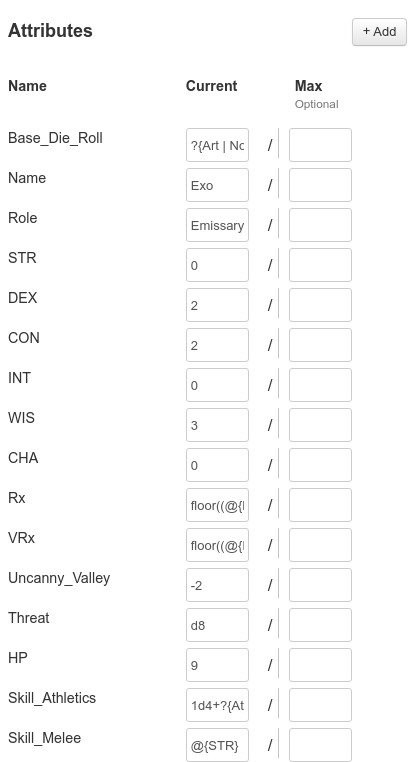 Attributes + Add
Name Current Max
Optional
Base_Die_Roll ?{Art | No /
Name Exo /
Role Emissary /
STR 0 /
DEX 2 /
CON 2 /
INT 0 /
WIS 3 /
CHA 0 /
Rx floor((@{ /
VRx floor((@{ /
Uncanny_Valley -2 /
Threat d8 /
HP 9 /
Skill_Athletics 1d4+?{At /
Skill_Melee @{STR} /